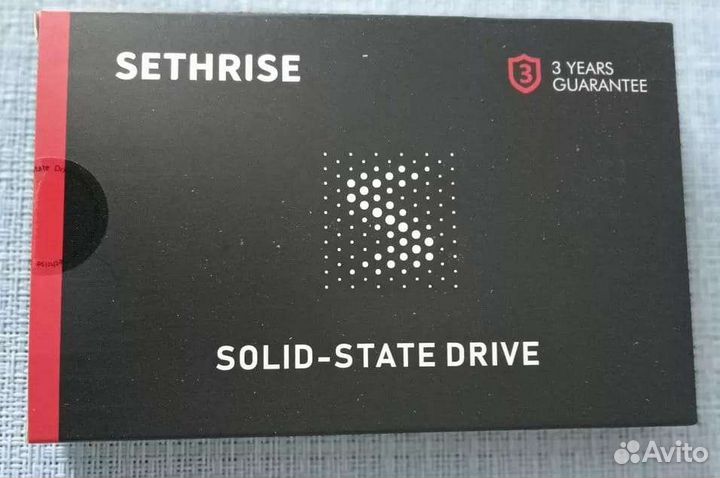 SETHRISE
3
3 YEARS
GUARANTEE
SOLID-STATE DRIVE
Avito